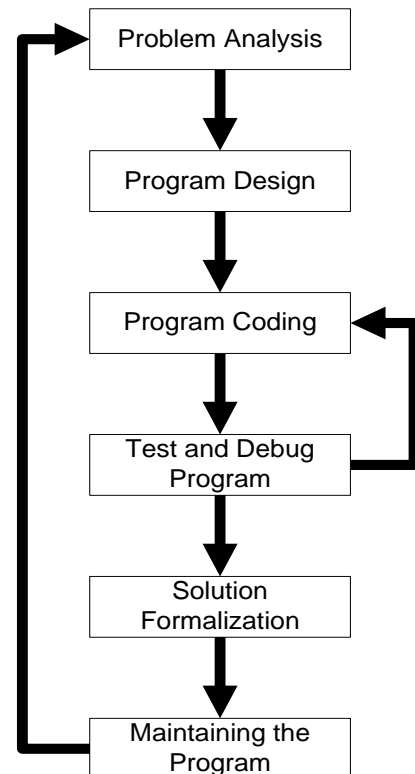 Problem Analysis
Program Design
Program Coding
Test and Debug
Program
Solution
Formalization
Maintaining the
Program